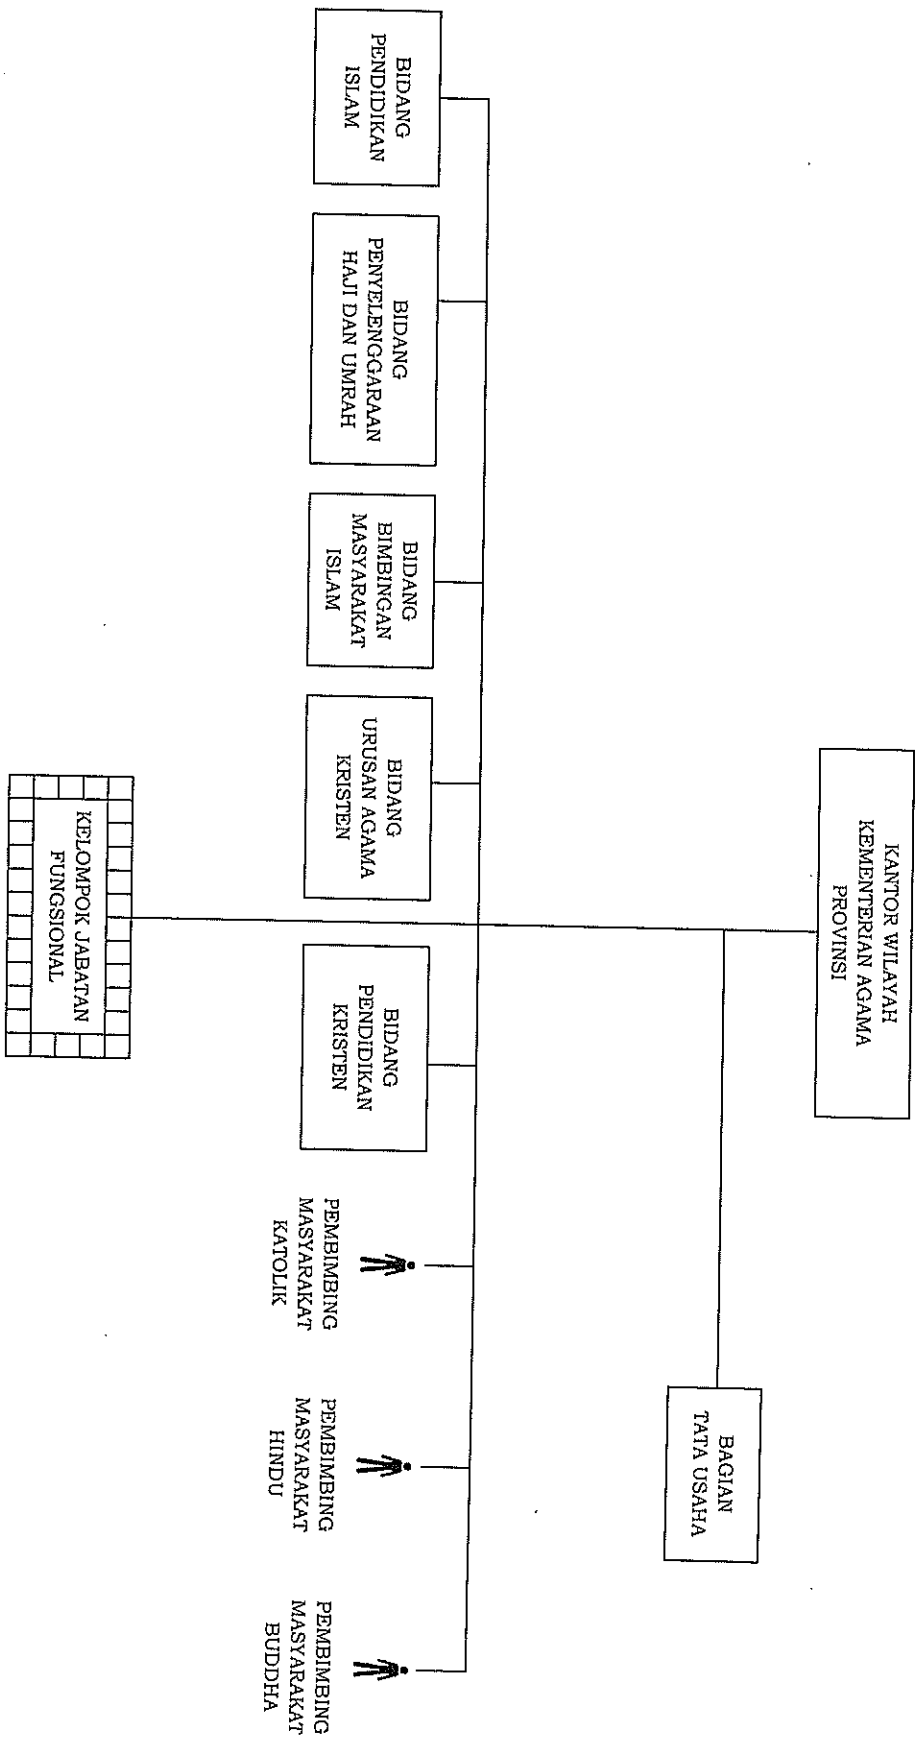 KANTOR WILAYAH
KEMENTERIAN AGAMA
PROVINSI
BAGIAN
TATA USAHA
BIDANG
PENDIDIKAN
ISLAM
BIDANG
PENYELENGGARAAN
HAJI DAN UMRAH
BIDANG
BIMBINGAN
MASYARAKAT
ISLAM
BIDANG
URUSAN AGAMA
KRISTEN
BIDANG
PENDIDIKAN
KRISTEN
PEMBIMBING
MASYARAKAT
KATOLIK
PEMBIMBING
MASYARAKAT
HINDU
PEMBIMBING
MASYARAKAT
BUDDHA
KELOMPOK JABATAN
FUNGSIONAL